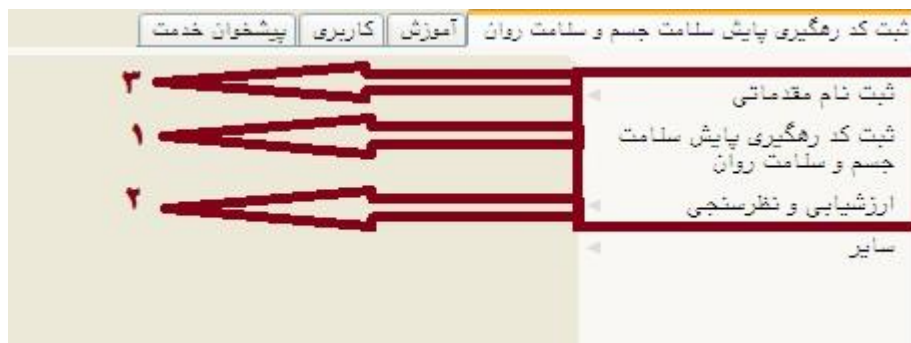 ثبت کد رهگیری پایش سلامت جسم و سلامت روان آموزش کاربری پیشخوان خدمت
ثبت نام مقدماتی ۳
ثبت کد رهگیری پایش سلامت ۱
جسم و سلامت روان
ارزشیابی و نظرسنجی ۲
سایر